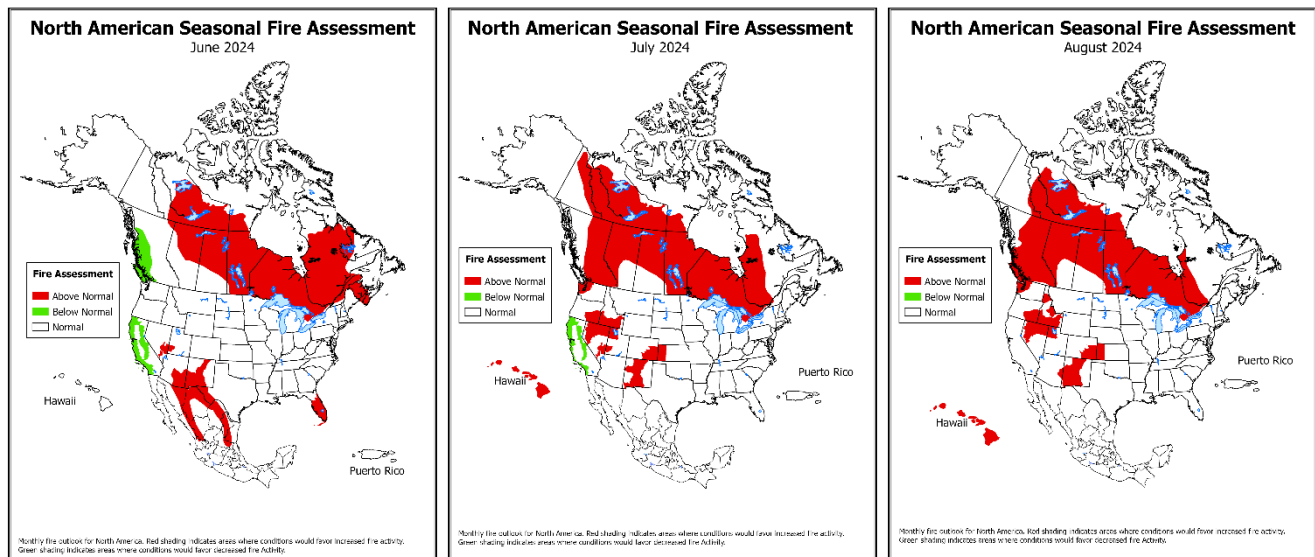 North American Seasonal Fire Assessment
June 2024
Fire Assessment
Above Normal
Below Normal
Normal
Hawaii
Puerto Rico
Monthly fire outlook for North America. Red shading indicates areas where conditions would favor increased fire activity.
Green shading indicates areas where conditions would favor decreased fire Activity.
North American Seasonal Fire Assessment
July 2024
Fire Assessment
Above Normal
Below Normal
Normal
Hawaii
Puerto Rico
Monthly fire outlook for North America. Red shading indicates areas where conditions would favor increased fire activity.
Green shading indicates areas where conditions would favor decreased fire Activity.
North American Seasonal Fire Assessment
August 2024
Fire Assessment
Above Normal
Below Normal
Normal
Hawaii
Puerto Rico
Monthly fire outlook for North America. Red shading indicates areas where conditions would favor increased fire activity.
Green shading indicates areas where conditions would favor decreased fire Activity.